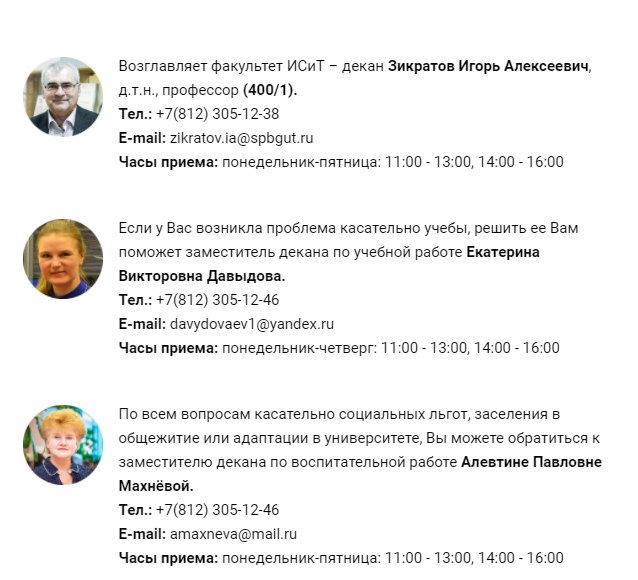 Возглавляет факультет ИСиТ – декан Зикратов Игорь Алексеевич,
д.т.н., профессор (400/1).
Тел.: +7(812) 305-12-38
E-mail: zikratov.ia@spbgut.ru
Часы приема: понедельник-пятница: 11:00 - 13:00, 14:00 - 16:00
Если у Вас возникла проблема касательно учебы, решить ее Вам
поможет заместитель декана по учебной работе Екатерина
Викторовна Давыдова.
Тел.: +7(812) 305-12-46
E-mail: davydovaev1@yandex.ru
Часы приема: понедельник-четверг: 11:00 - 13:00, 14:00 - 16:00
По всем вопросам касательно социальных льгот, заселения в
общежитие или адаптации в университете, Вы можете обратиться к
заместителю декана по воспитательной работе Алевтине Павловне
Махнёвой.
Тел.: +7(812) 305-12-46
E-mail: amaxneva@mail.ru
Часы приема: понедельник-пятница: 11:00 - 13:00, 14:00 - 16:00